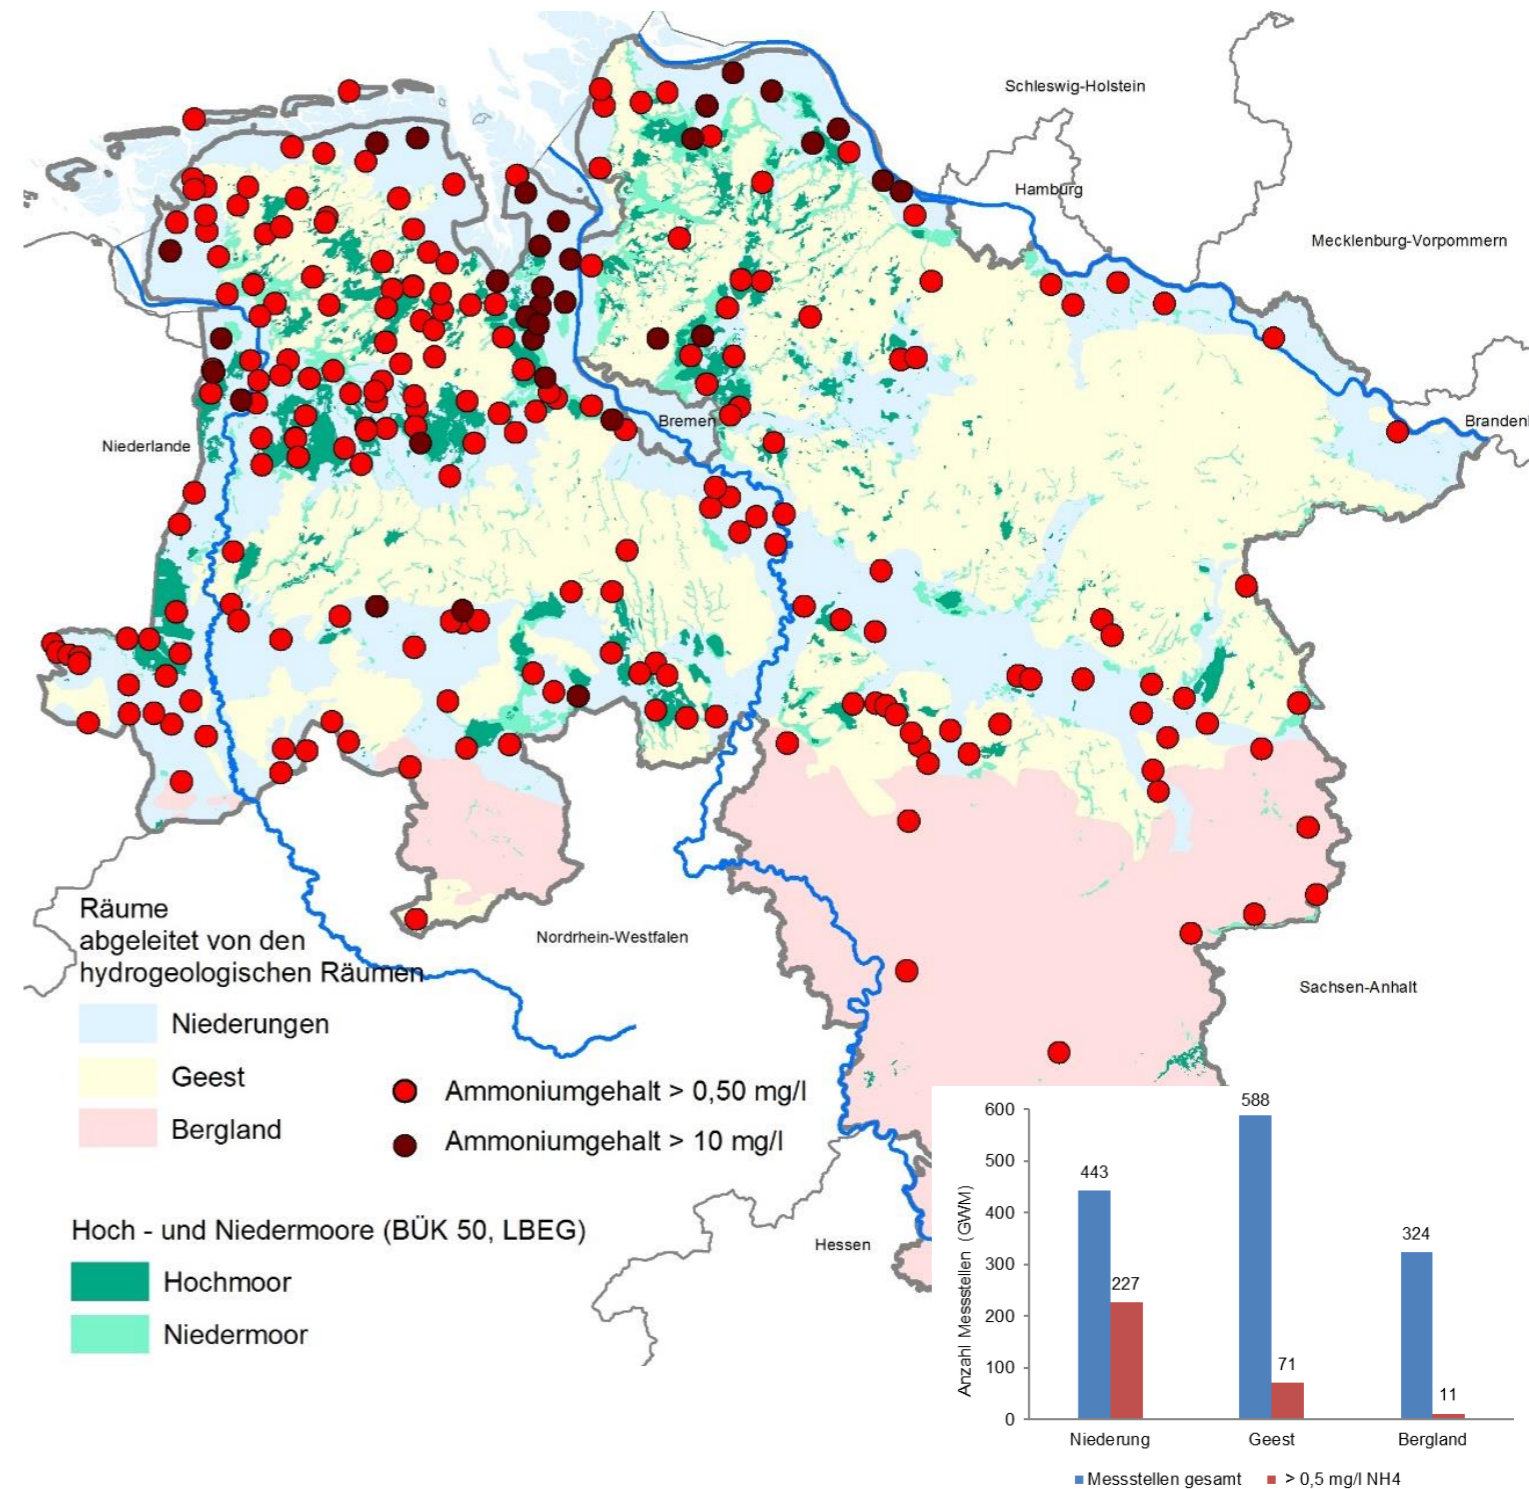 Schleswig-Holstein
Hamburg
Mecklenburg-Vorpommern
Niederlande
Bremen
Nordrhein-Westfalen
Sachsen-Anhalt
Hessen
Räume
abgeleitet von den
hydrogeologischen Räumen
Niederungen
Geest
Bergland
Ammoniumgehalt > 0,50 mg/l
Ammoniumgehalt > 10 mg/l
Hoch - und Niedermoore (BÜK 50, LBEG)
Hochmoor
Niedermoor
Anzahl Messstellen (GWM)
600
500
400
300
200
100
0
443
227
588
71
324
11
Niederung
Geest
Bergland
Messstellen gesamt
> 0,5 mg/l NH4